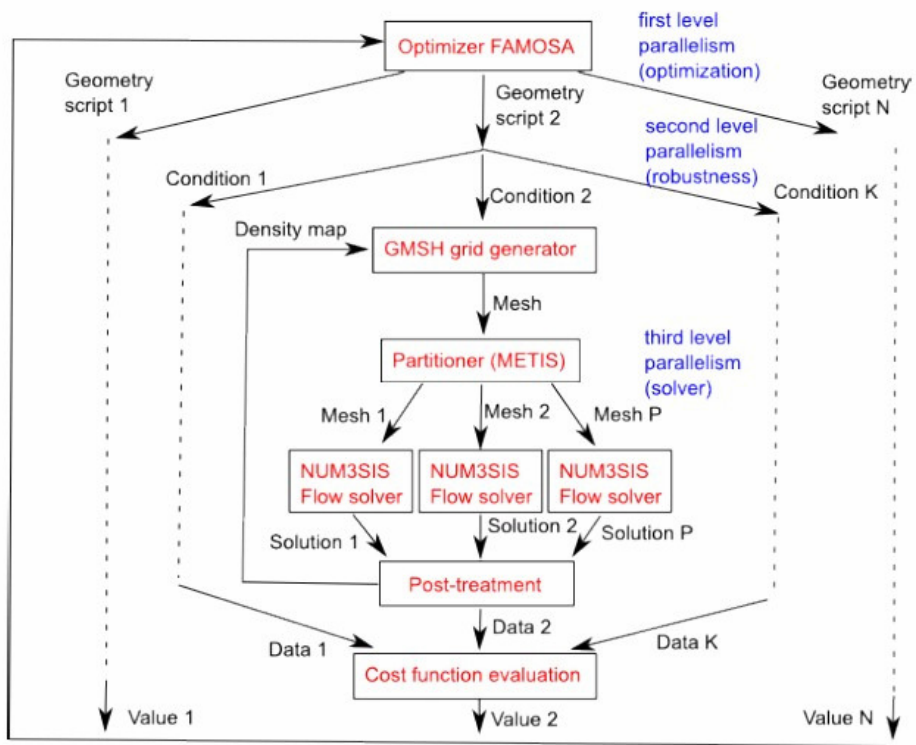 first level
parallelism
(optimization)
Optimizer FAMOSA
Geometry
script 1
Geometry
script 2
Geometry
script N
second level
parallelism
(robustness)
Condition 1
Condition 2
Condition K
Density map
GMSH grid generator
Mesh
third level
parallelism
(solver)
Partitioner (METIS)
Mesh 1
Mesh 2
Mesh P
NUM3SIS
Flow solver
NUM3SIS
Flow solver
NUM3SIS
Flow solver
Solution 1
Solution 2
Solution P
Post-treatment
Data 1
Data 2
Data K
Cost function evaluation
Value 1
Value 2
Value N